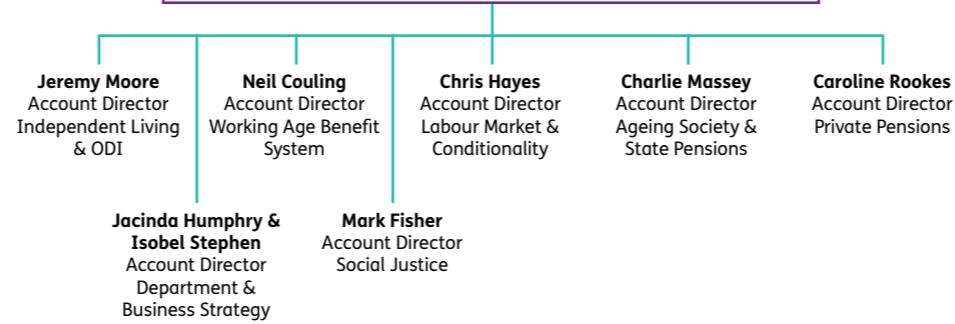 Jeremy Moore
Account Director
Independent Living
& ODI
Neil Couling
Account Director
Working Age Benefit
System
Chris Hayes
Account Director
Labour Market &
Conditionality
Charlie Massey
Account Director
Ageing Society &
State Pensions
Caroline Rookes
Account Director
Private Pensions
Jacinda Humphry &
Isobel Stephen
Account Director
Department &
Business Strategy
Mark Fisher
Account Director
Social Justice